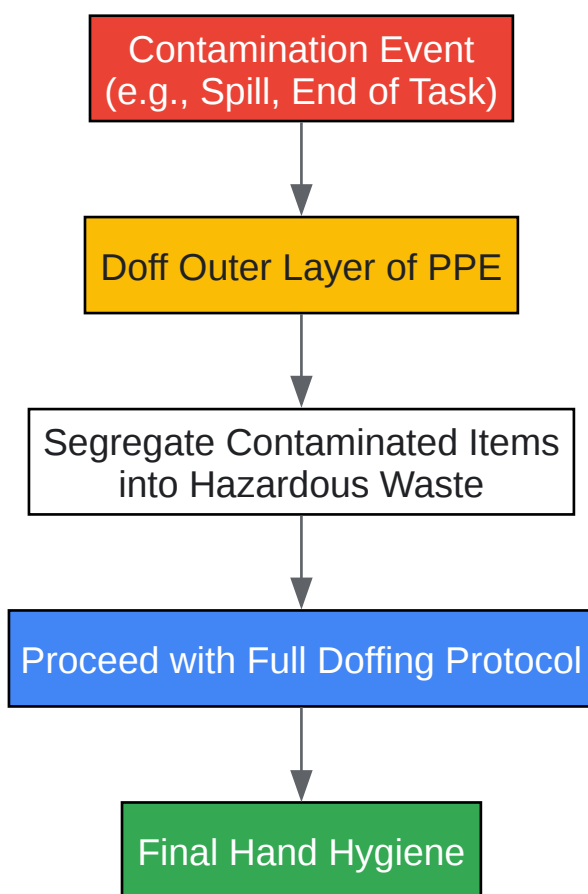 Contamination Event
(e.g., Spill, End of Task)
Doff Outer Layer of PPE
Segregate Contaminated Items
into Hazardous Waste
Proceed with Full Doffing Protocol
Final Hand Hygiene